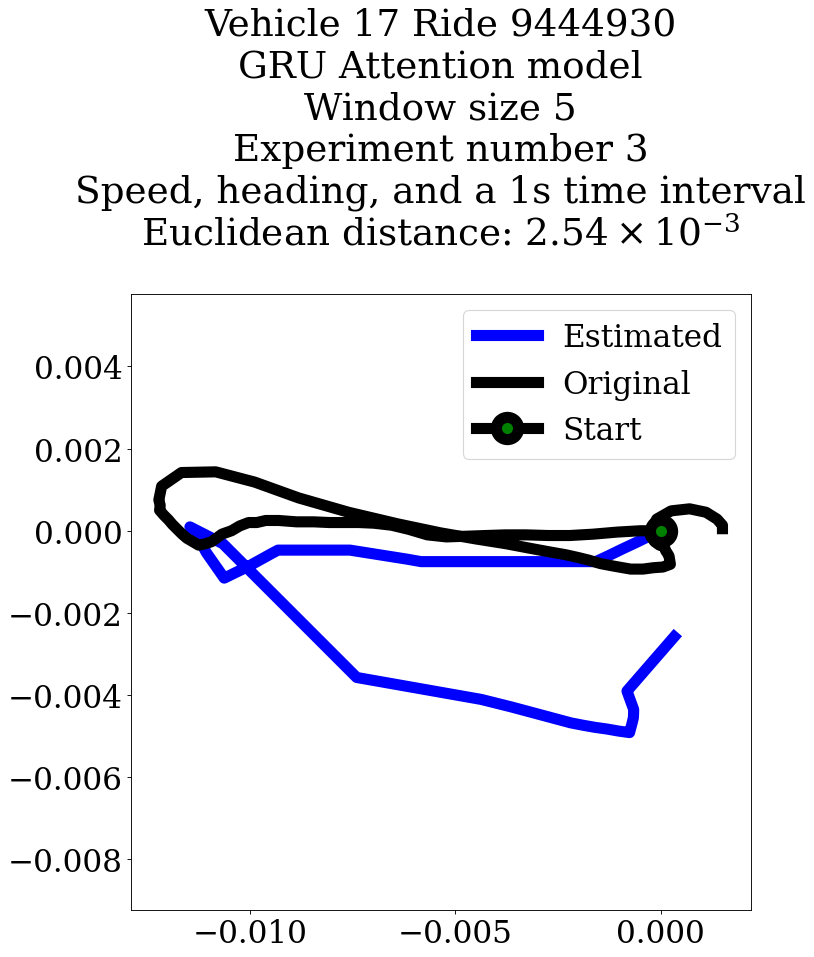 Vehicle 17 Ride 9444930
GRU Attention model
Window size 5
Experiment number 3
Speed, heading, and a 1s time interval
Euclidean distance: 2.54 × 10⁻³
Estimated
Original
Start
0.004
0.002
0.000
−0.002
−0.004
−0.006
−0.008
−0.010
−0.005
0.000